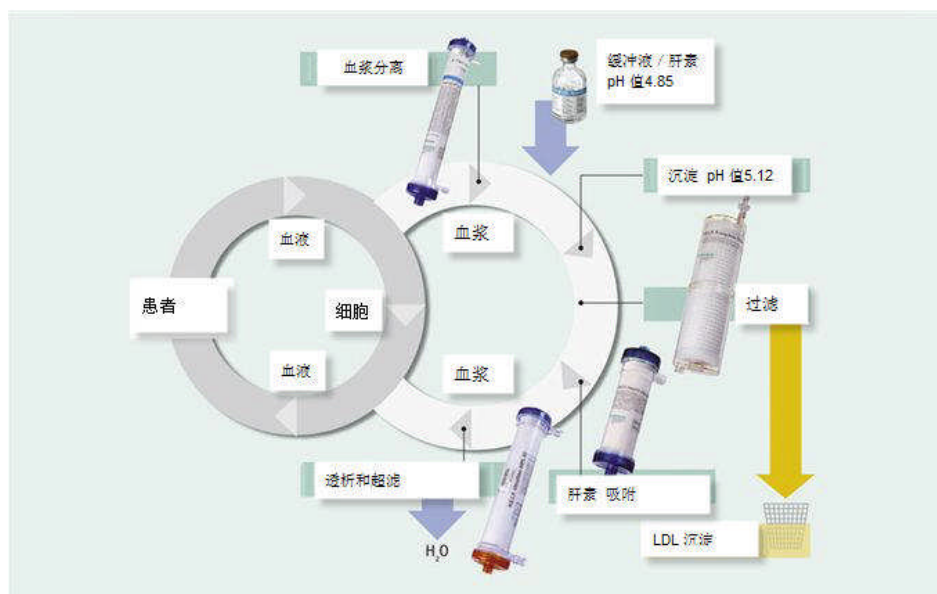 血浆分离
缓冲液 / 肝素
pH 值4.85
沉淀 pH 值5.12
血液
血浆
患者
细胞
过滤
血液
血浆
透析和超滤
肝素 吸附
H₂O
LDL 沉淀